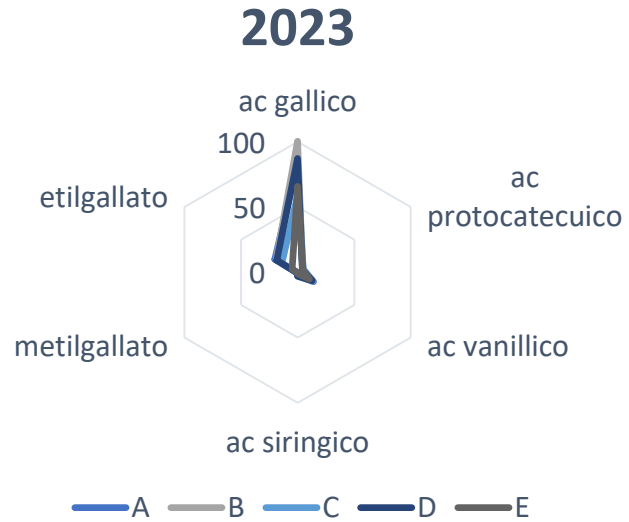 2023
ac gallico
100
etilgallato
ac
protocatecuico
50
0
metilgallato
ac vanillico
ac siringico
A B C D E